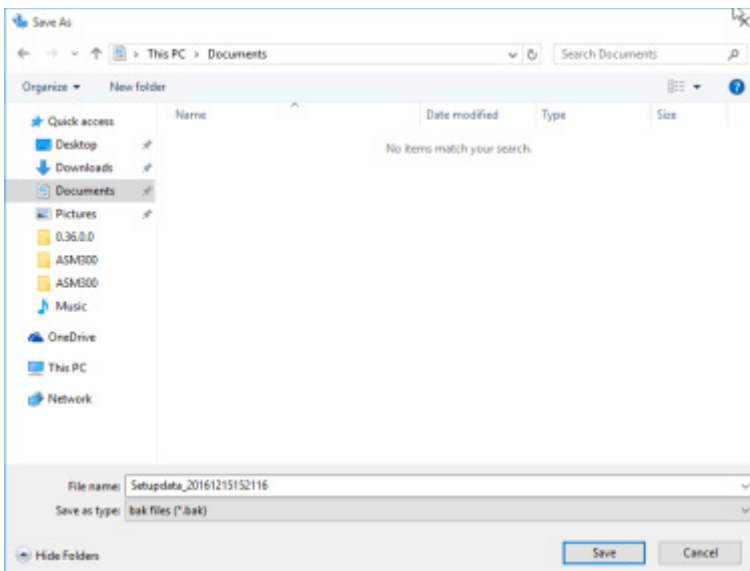 Save As
This PC > Documents
Search Documents
Organize
New folder
Name
Date modified
Type
Size
Quick access
No items match your search.
Desktop
Downloads
Documents
Pictures
0.36.0.0
ASM300
ASM300
Music
OneDrive
This PC
Network
File name: Setupdata_20161215152116
Save as type: bak files (*.bak)
Hide Folders
Save
Cancel